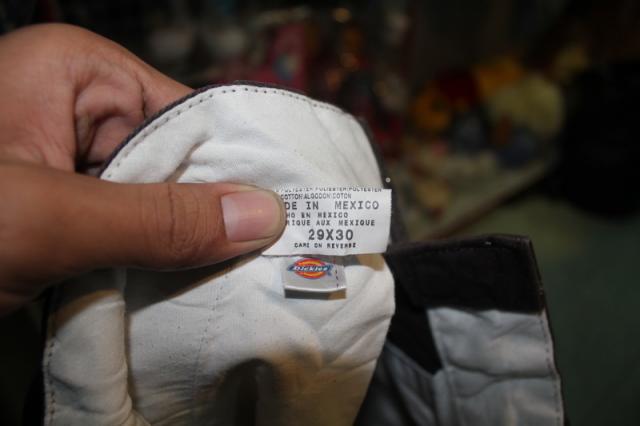 POLYESTER/POLYESTER/POLYESTER
COTTON/ALGODON/COTON
DE IN MEXICO
HO EN MEXICO
RIQUE AUX MEXIQUE
29X30
CARE ON REVERSE
Dickies